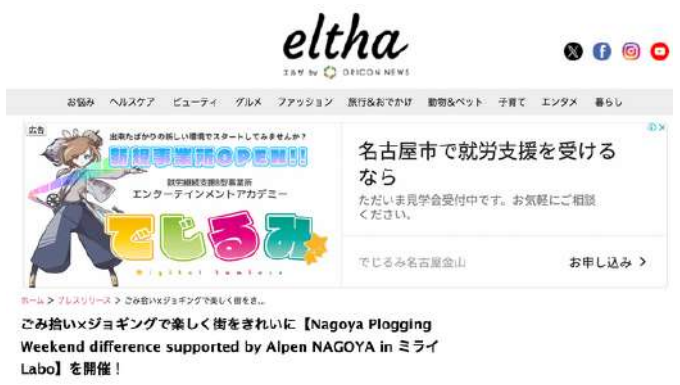 eltha
エルザ by ORICON NEWS
お悩み ヘルスケア ビューティ グルメ ファッション 旅行&おでかけ 動物&ペット 子育て エンタメ 暮らし
広告
出来たばかりの新しい環境でスタートしてみませんか?
新規事業所OPEN!!
就労継続支援B型事業所
エンターテインメントアカデミー
でじるみ
名古屋市で就労支援を受ける
なら
ただいま見学会受付中です。お気軽にご相談
ください。
でじるみ名古屋金山
お申し込み >
ホーム > プレスリリース > ごみ拾い×ジョギングで楽しく街をき...
ごみ拾い×ジョギングで楽しく街をきれいに【Nagoya Plogging
Weekend difference supported by Alpen NAGOYA in ミライ
Labo】を開催！